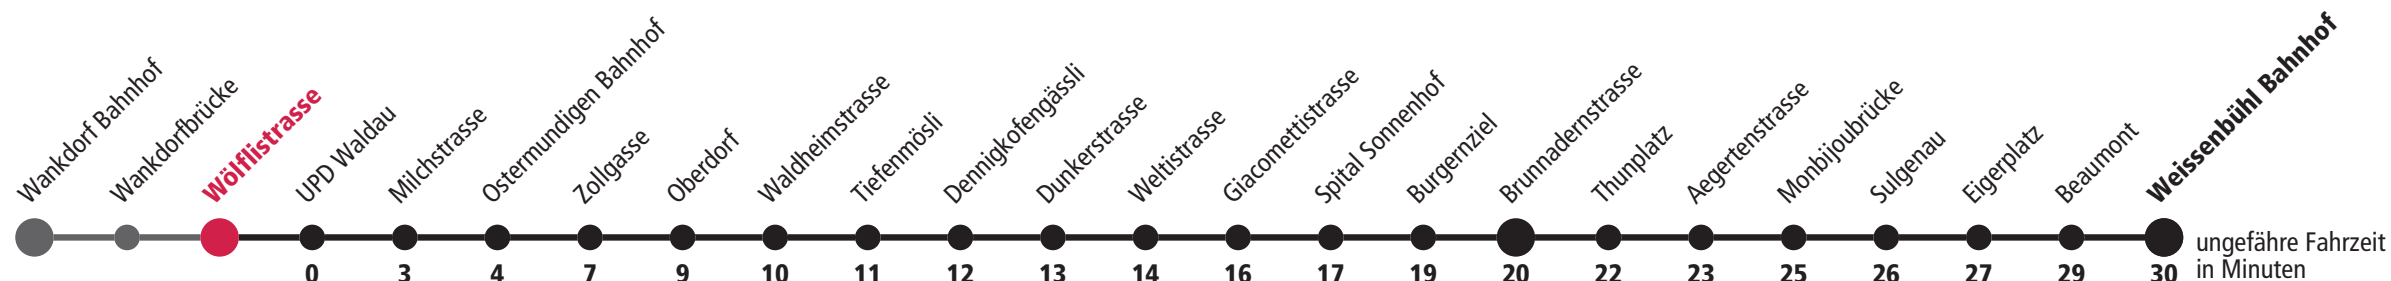 Wankdorf Bahnhof
Wankdorfbrücke
Wölflistrasse
UPD Waldau
Milchstrasse
Ostermundigen Bahnhof
Zollgasse
Oberdorf
Waldheimstrasse
Tiefenmösli
Dennigkofengässli
Dunkerstrasse
Weltistrasse
Giacomettistrasse
Spital Sonnenhof
Burgernziel
Brunnadernstrasse
Thunplatz
Aegertenstrasse
Monbijoubrücke
Sulgenau
Eigerplatz
Beaumont
Weissenbühl Bahnhof
0 3 4 7 9 10 11 12 13 14 16 17 19 20 22 23 25 26 27 29 30
ungefähre Fahrzeit
in Minuten